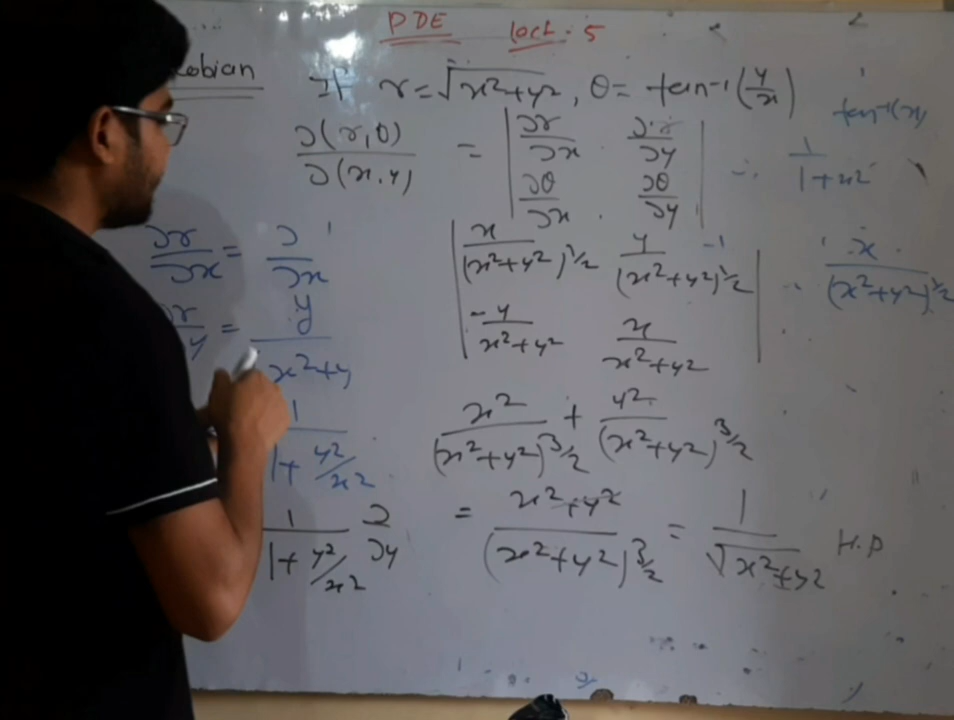 PDE Lect. 5
If r = √x²+y², θ = tan⁻¹(y/x)
tan⁻¹(x)
∂(r,θ)/∂(x,y) = | ∂r/∂x ∂r/∂y |
| ∂θ/∂x ∂θ/∂y |
1/1+x²
∂r/∂x = ∂/∂x
| x/(x²+y²)^1/2 y/(x²+y²)^1/2 |
x/(x²+y²)^1/2
= y/x²+y
| -y/x²+y² x/x²+y² |
1/1+y²/x²
x²/(x²+y²)^3/2 + y²/(x²+y²)^3/2
1/1+y²/x² ∂/∂y
= x²+y²/(x²+y²)^3/2 = 1/√x²+y² H.P